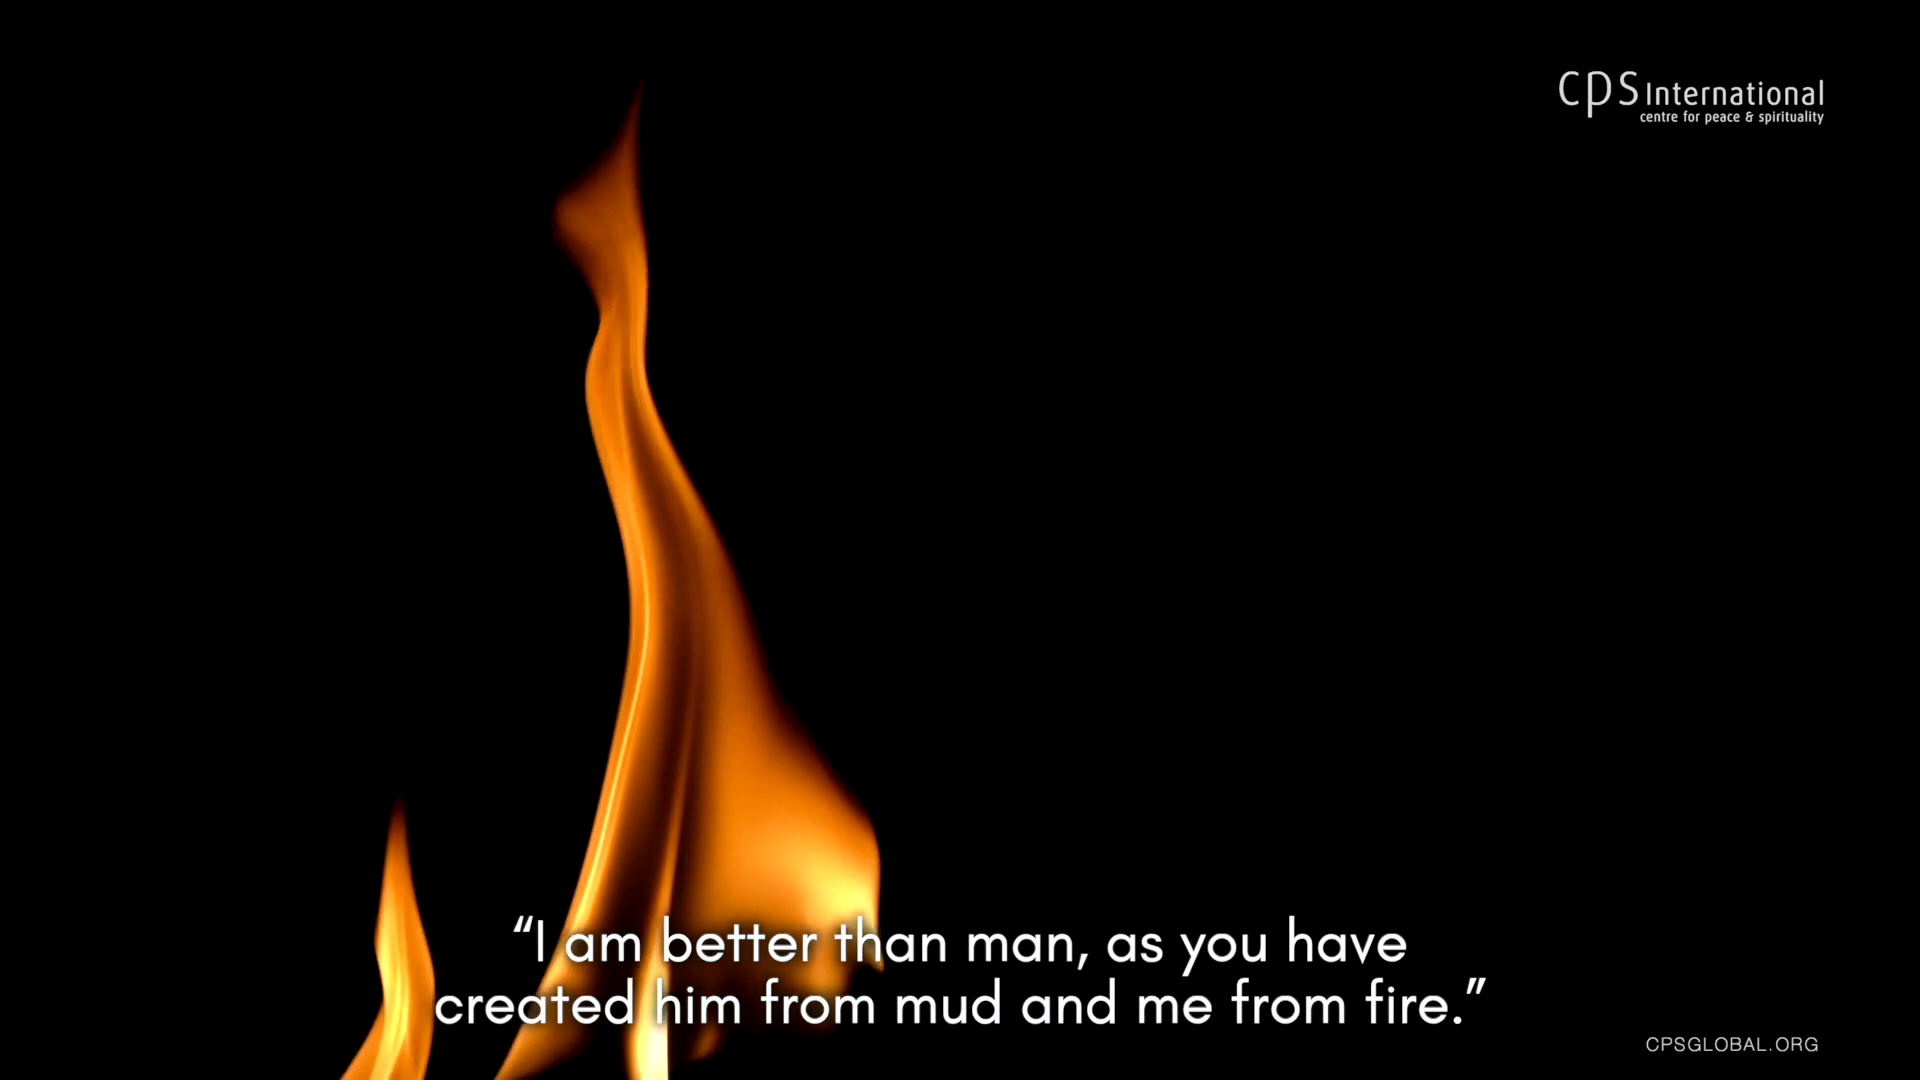 cps International
centre for peace & spirituality
“I am better than man, as you have
created him from mud and me from fire.”
CPSGLOBAL.ORG